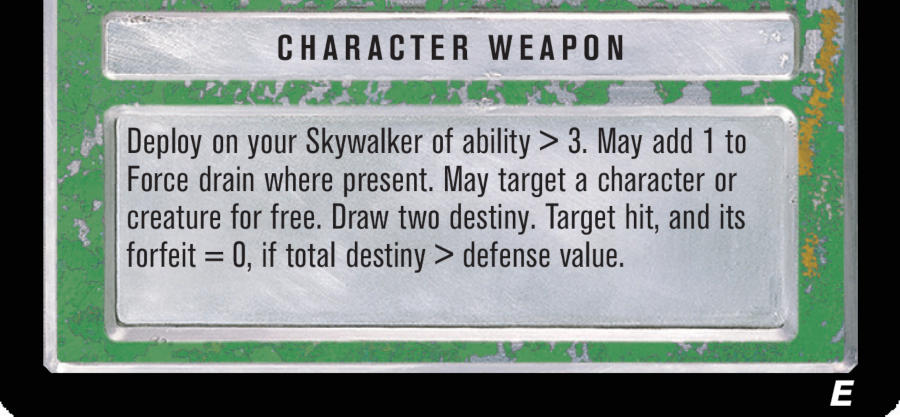 CHARACTER WEAPON
Deploy on your Skywalker of ability > 3. May add 1 to
Force drain where present. May target a character or
creature for free. Draw two destiny. Target hit, and its
forfeit = 0, if total destiny > defense value.
E